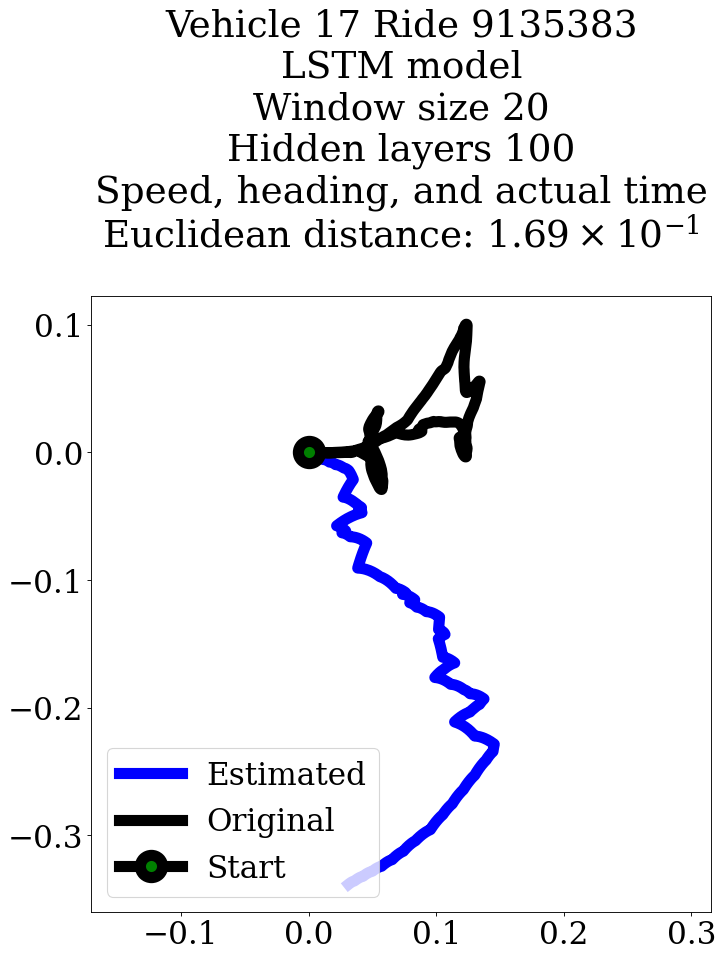 Vehicle 17 Ride 9135383
LSTM model
Window size 20
Hidden layers 100
Speed, heading, and actual time
Euclidean distance: 1.69 × 10⁻¹
0.1
0.0
−0.1
−0.2
−0.3
Estimated
Original
Start
−0.1 0.0 0.1 0.2 0.3